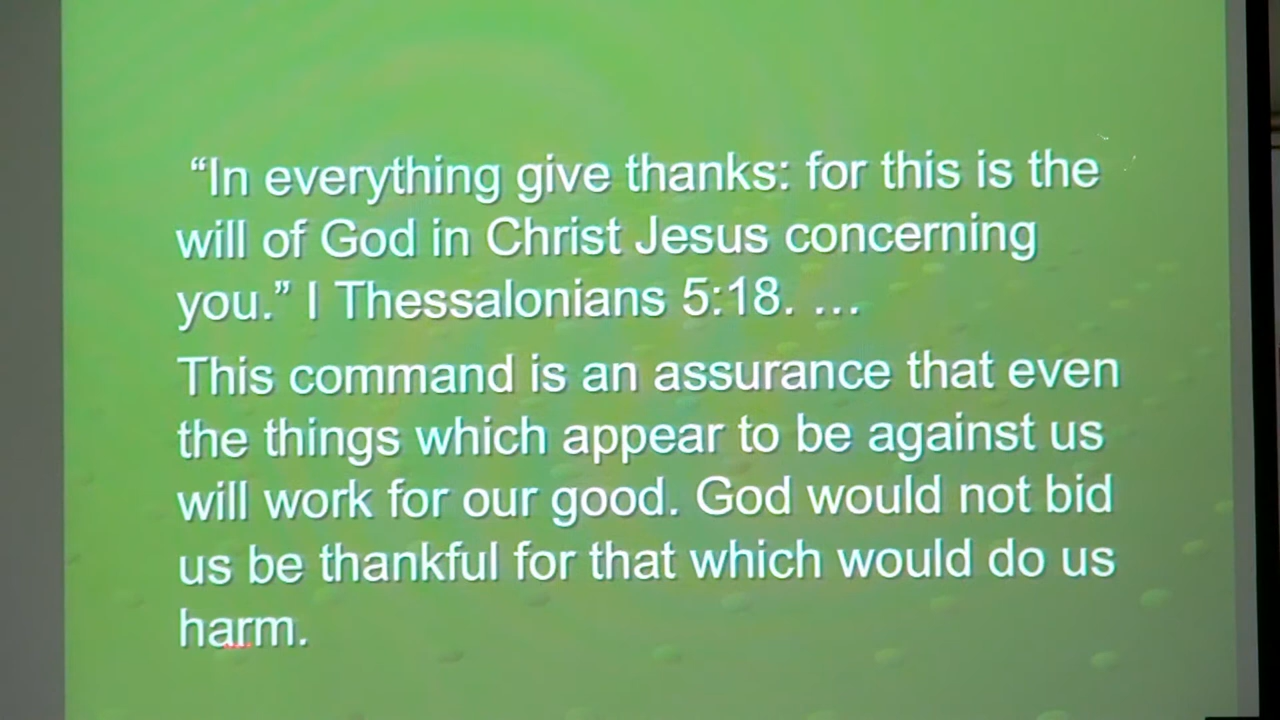 “In everything give thanks: for this is the
will of God in Christ Jesus concerning
you.” I Thessalonians 5:18. …
This command is an assurance that even
the things which appear to be against us
will work for our good. God would not bid
us be thankful for that which would do us
harm.